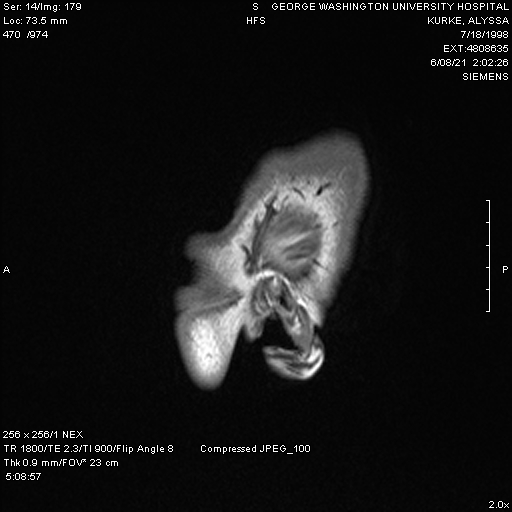 Ser: 14/Img: 179
Loc: 73.5 mm
470 /974
S GEORGE WASHINGTON UNIVERSITY HOSPITAL
HFS KURKE, ALYSSA
7/18/1998
EXT:4808635
6/08/21 2:02:26
SIEMENS
A
P
256 x 256/1 NEX
TR 1800/TE 2.3/TI 900/Flip Angle 8 Compressed JPEG_100
Thk 0.9 mm/FOV* 23 cm
5:08:57
2.0x